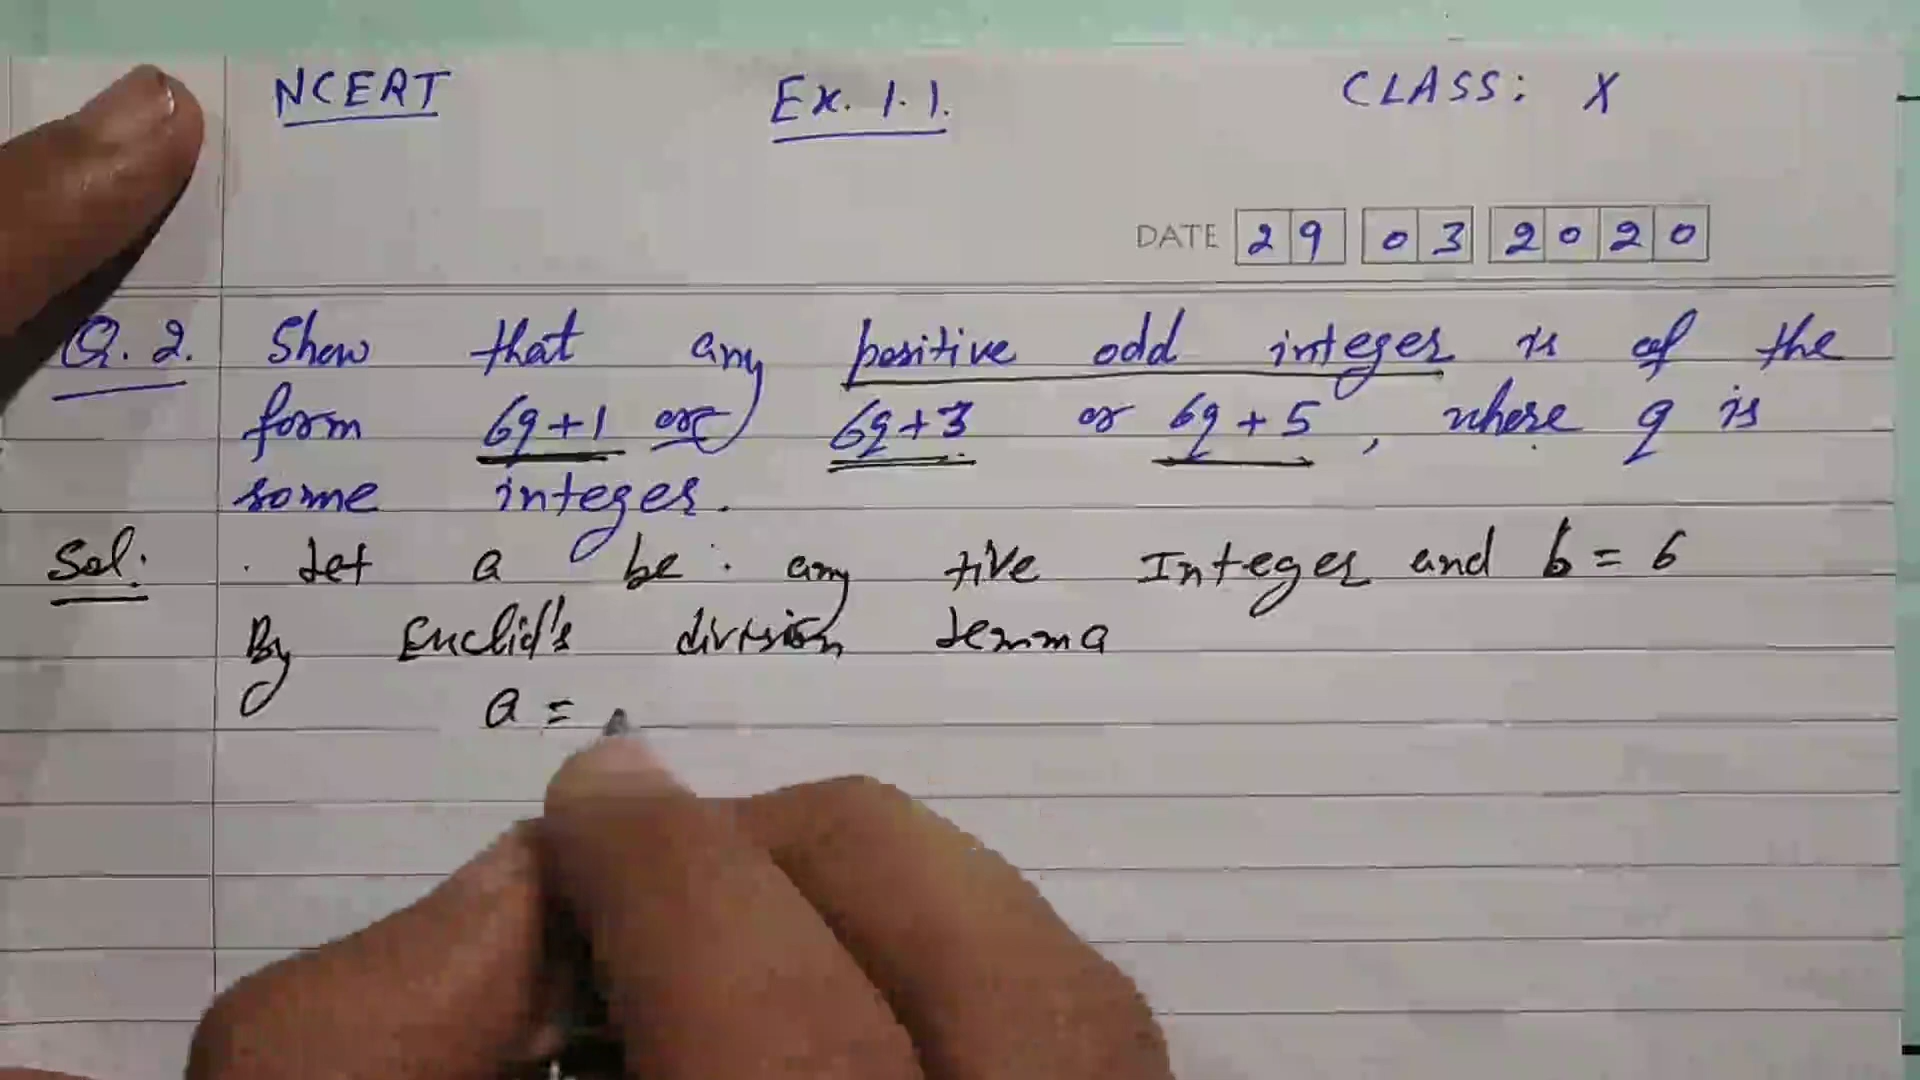 NCERT Ex. 1.1. CLASS: X
DATE 29 03 2020
Q. 2. Show that any positive odd integer is of the
form 6q+1 or 6q+3 or 6q+5, where q is
some integer.
Sol: Let a be any +ive Integer and b = 6
By Euclid's division Lemma
a =